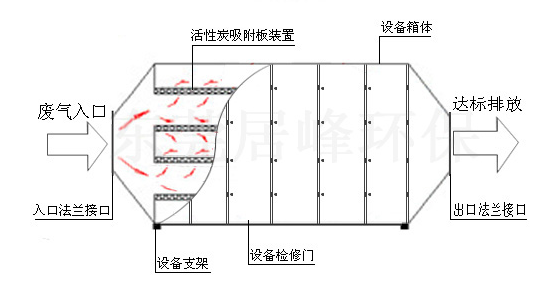 活性炭吸附板装置
设备箱体
废气入口
达标排放
东莞居峰环保
入口法兰接口
出口法兰接口
设备支架
设备检修门